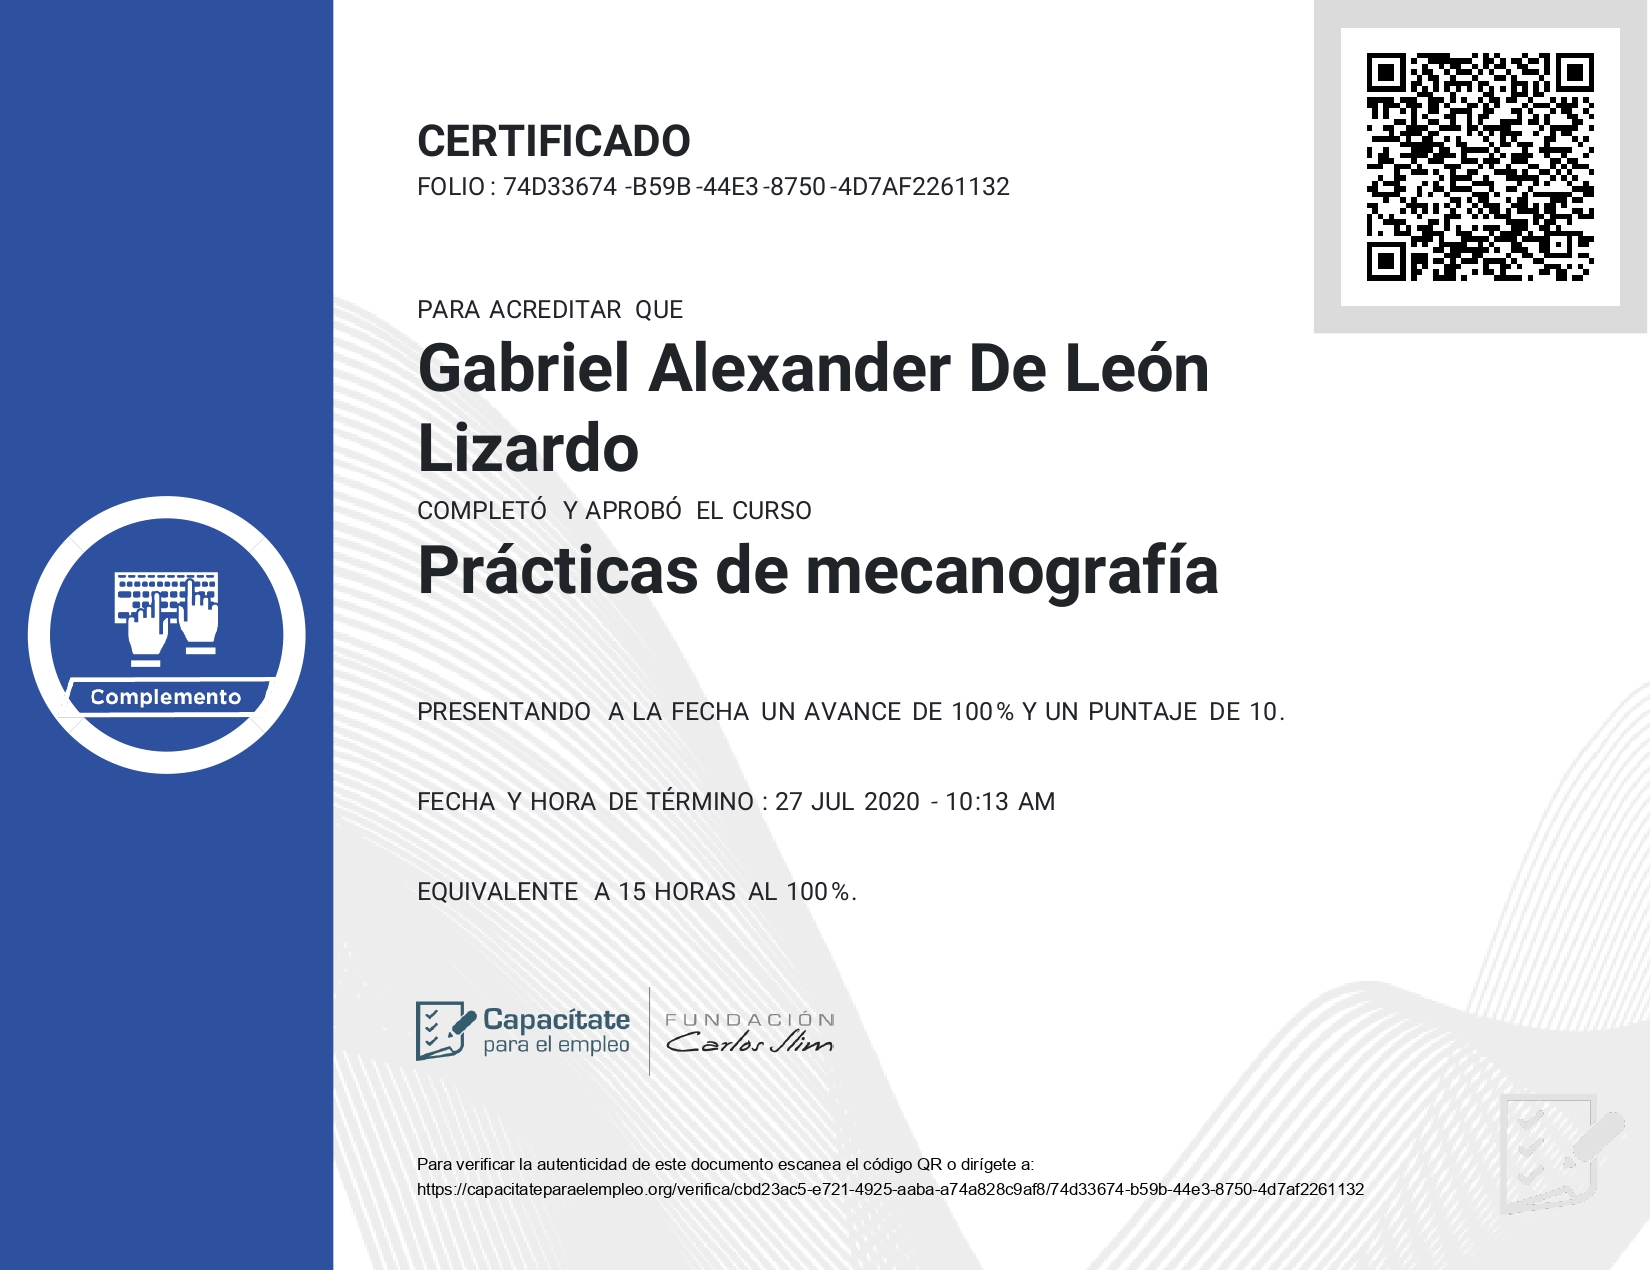 CERTIFICADO
FOLIO : 74D33674 -B59B -44E3 -8750 -4D7AF2261132
PARA ACREDITAR QUE
Gabriel Alexander De León
Lizardo
COMPLETÓ Y APROBÓ EL CURSO
Prácticas de mecanografía
Complemento
PRESENTANDO A LA FECHA UN AVANCE DE 100% Y UN PUNTAJE DE 10.
FECHA Y HORA DE TÉRMINO : 27 JUL 2020 - 10:13 AM
EQUIVALENTE A 15 HORAS AL 100%.
Capacítate
para el empleo
FUNDACIÓN
Carlos Slim
Para verificar la autenticidad de este documento escanea el código QR o dirígete a:
https://capacitateparaelempleo.org/verifica/cbd23ac5-e721-4925-aaba-a74a828c9af8/74d33674-b59b-44e3-8750-4d7af2261132